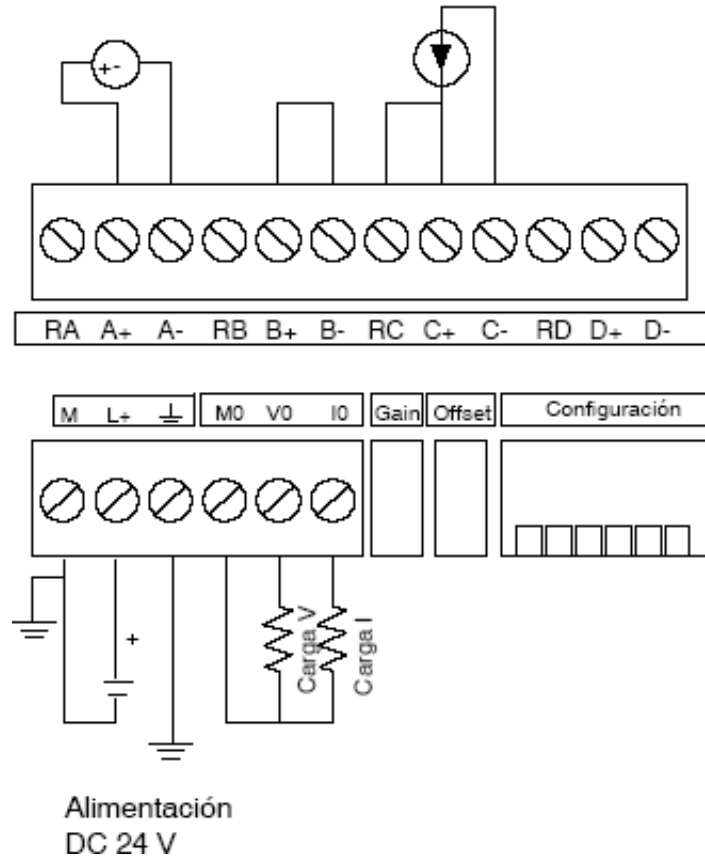 + -
RA A+ A- RB B+ B- RC C+ C- RD D+ D-
M L+ M0 V0 I0 Gain Offset Configuración
+
Carga V
Carga I
Alimentación
DC 24 V